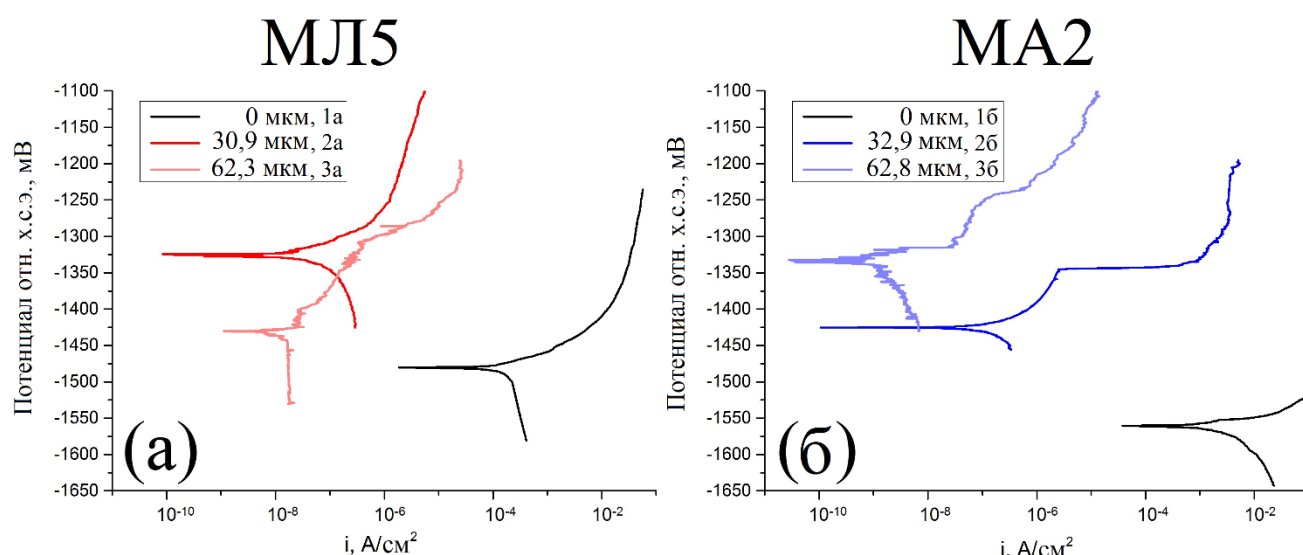 МЛ5
МА2
Потенциал отн. х.с.э., мВ
-1100
-1150
-1200
-1250
-1300
-1350
-1400
-1450
-1500
-1550
-1600
-1650
0 мкм, 1а
30,9 мкм, 2а
62,3 мкм, 3а
(а)
10⁻¹⁰
10⁻⁸
10⁻⁶
10⁻⁴
10⁻²
i, А/см²
Потенциал отн. х.с.э., мВ
-1100
-1150
-1200
-1250
-1300
-1350
-1400
-1450
-1500
-1550
-1600
-1650
0 мкм, 1б
32,9 мкм, 2б
62,8 мкм, 3б
(б)
10⁻¹⁰
10⁻⁸
10⁻⁶
10⁻⁴
10⁻²
i, А/см²